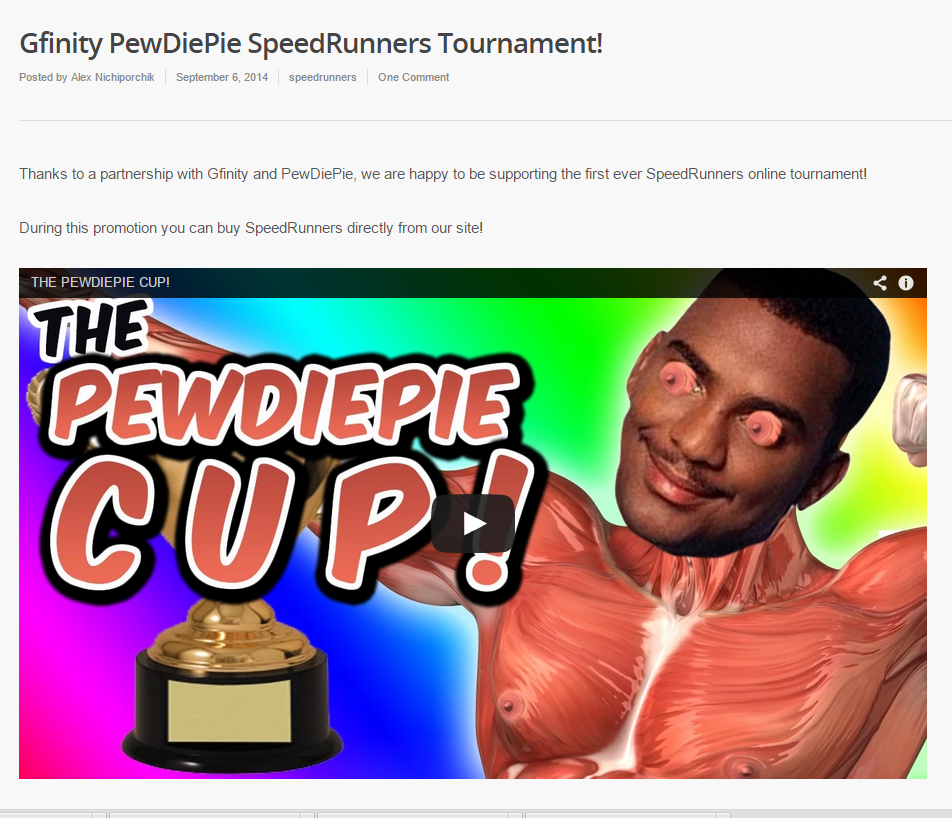 Gfinity PewDiePie SpeedRunners Tournament!
Posted by Alex Nichiporchik September 6, 2014 speedrunners One Comment
Thanks to a partnership with Gfinity and PewDiePie, we are happy to be supporting the first ever SpeedRunners online tournament!
During this promotion you can buy SpeedRunners directly from our site!
THE PEWDIEPIE CUP!
THE
PEWDIEPIE
CUP!